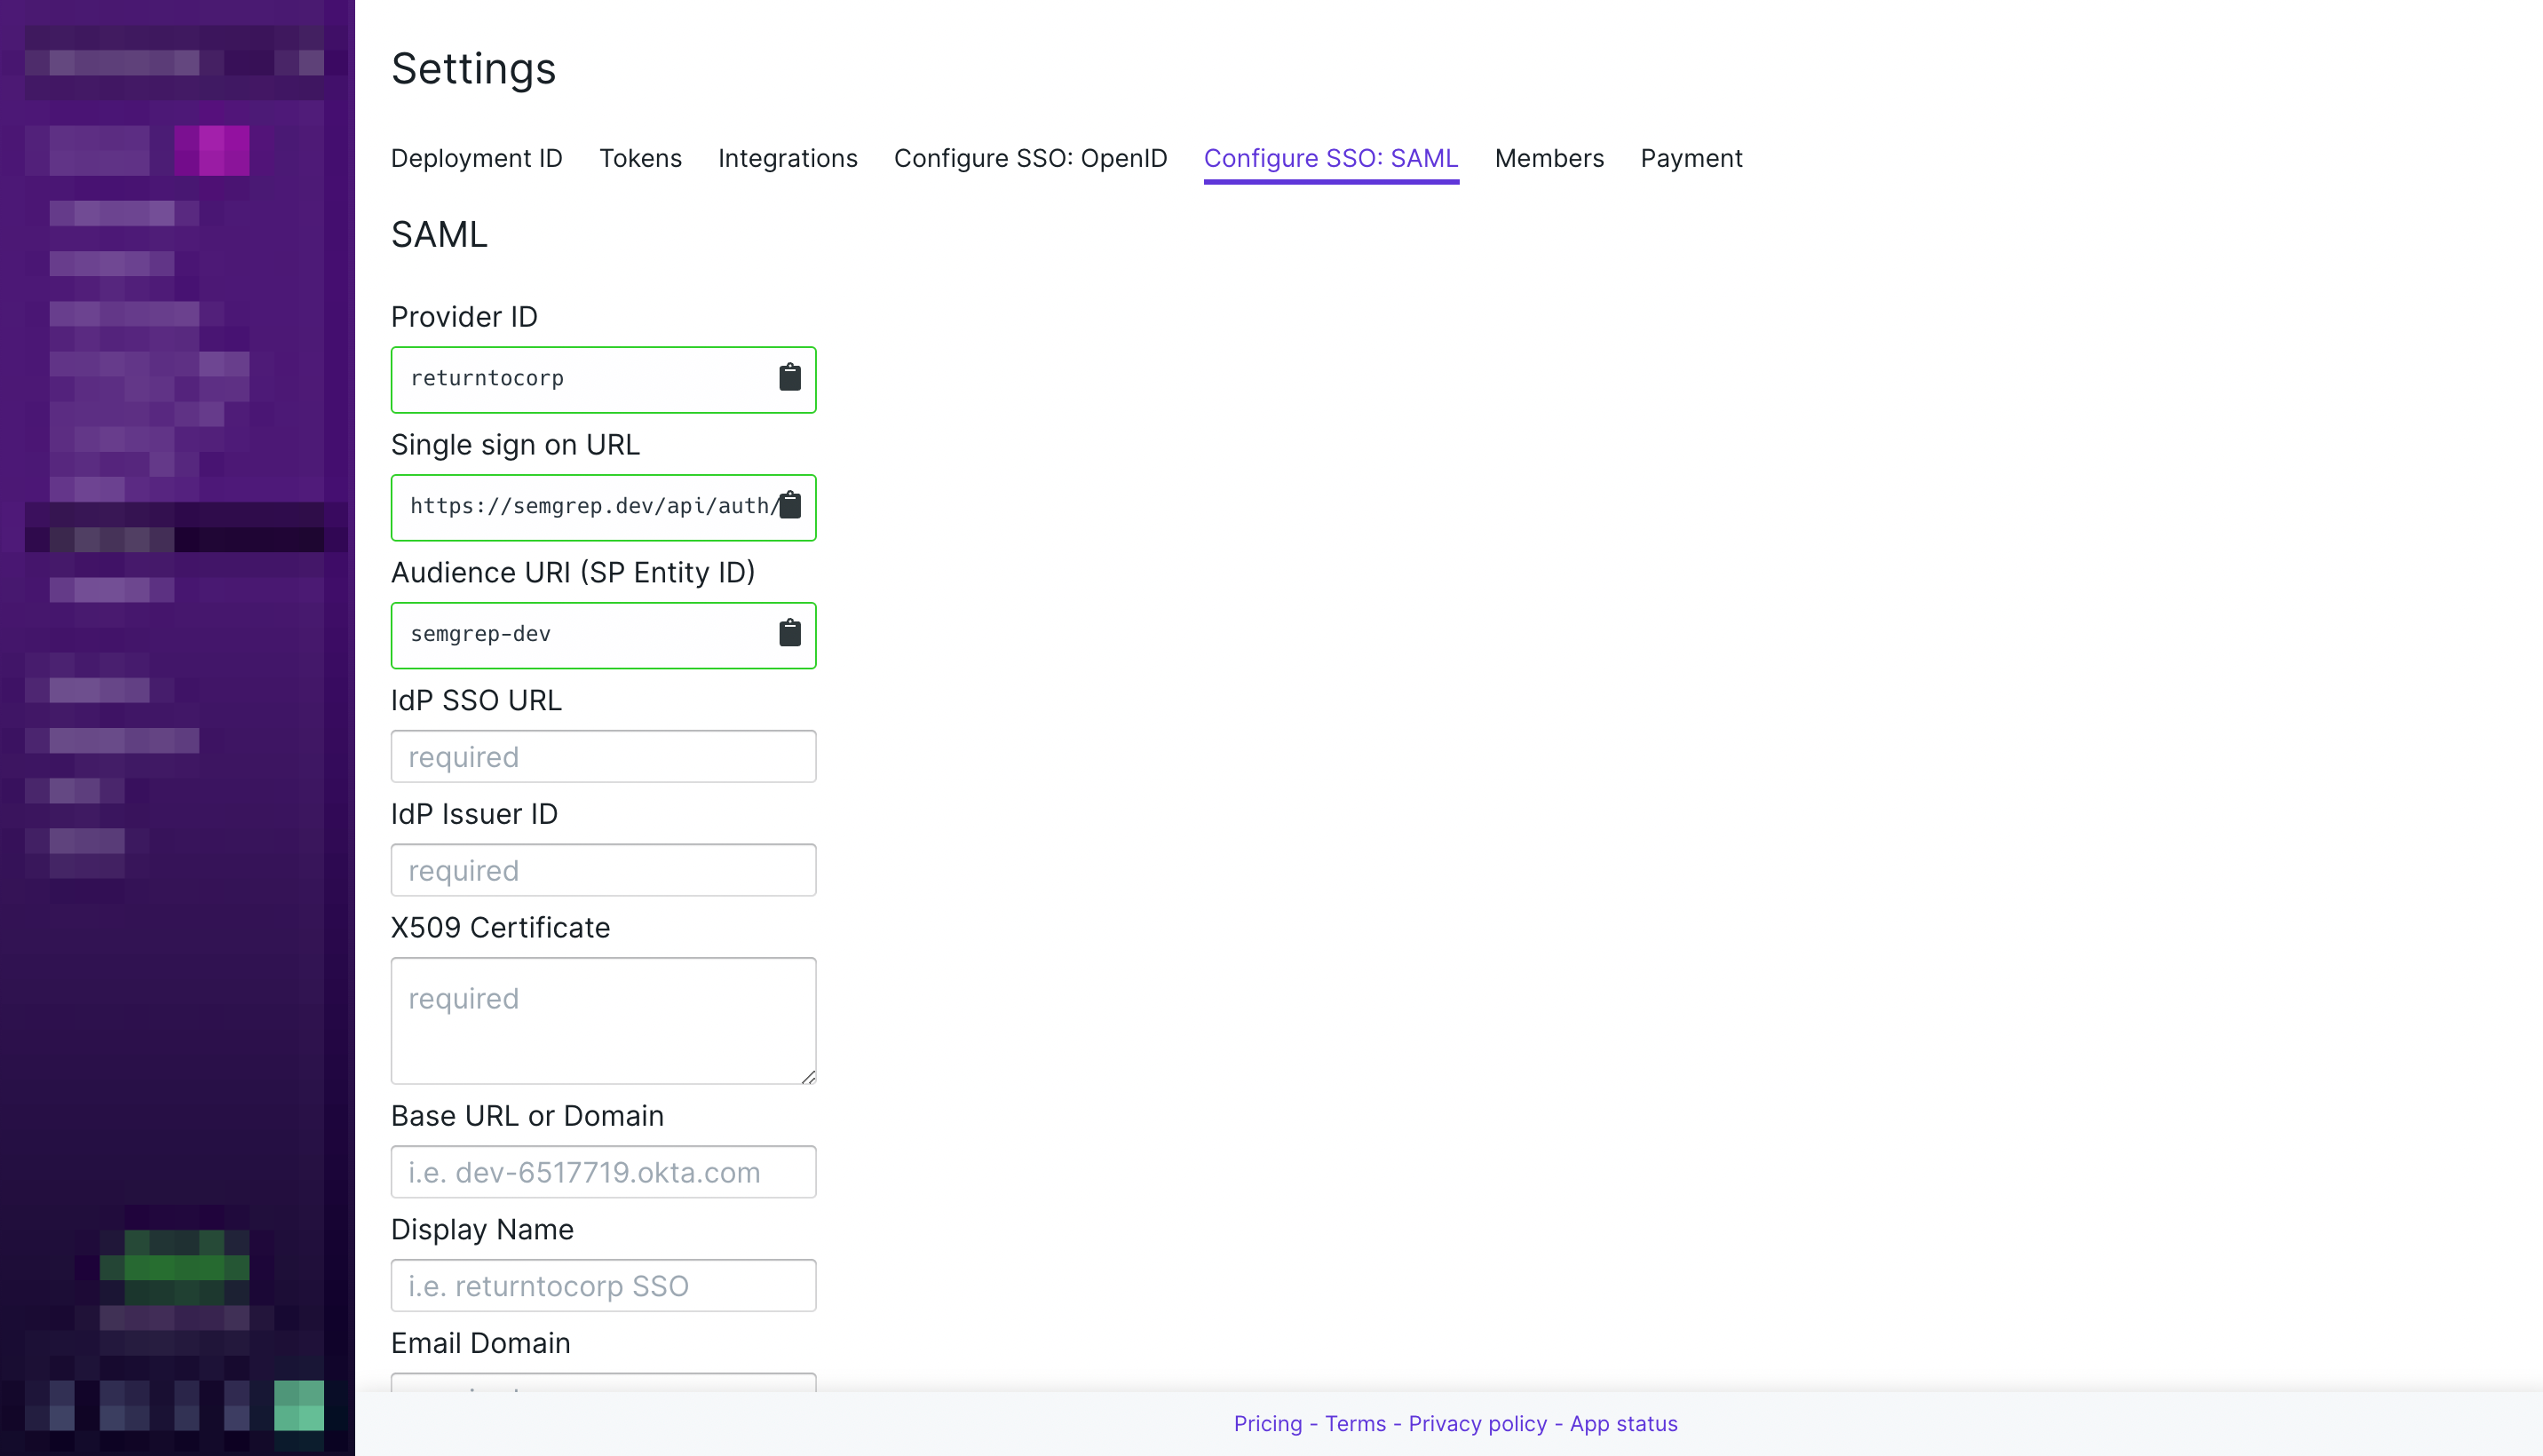 Settings
Deployment ID Tokens Integrations Configure SSO: OpenID Configure SSO: SAML Members Payment
SAML
Provider ID
returntocorp
Single sign on URL
https://semgrep.dev/api/auth/
Audience URI (SP Entity ID)
semgrep-dev
IdP SSO URL
required
IdP Issuer ID
required
X509 Certificate
required
Base URL or Domain
i.e. dev-6517719.okta.com
Display Name
i.e. returntocorp SSO
Email Domain
Pricing - Terms - Privacy policy - App status